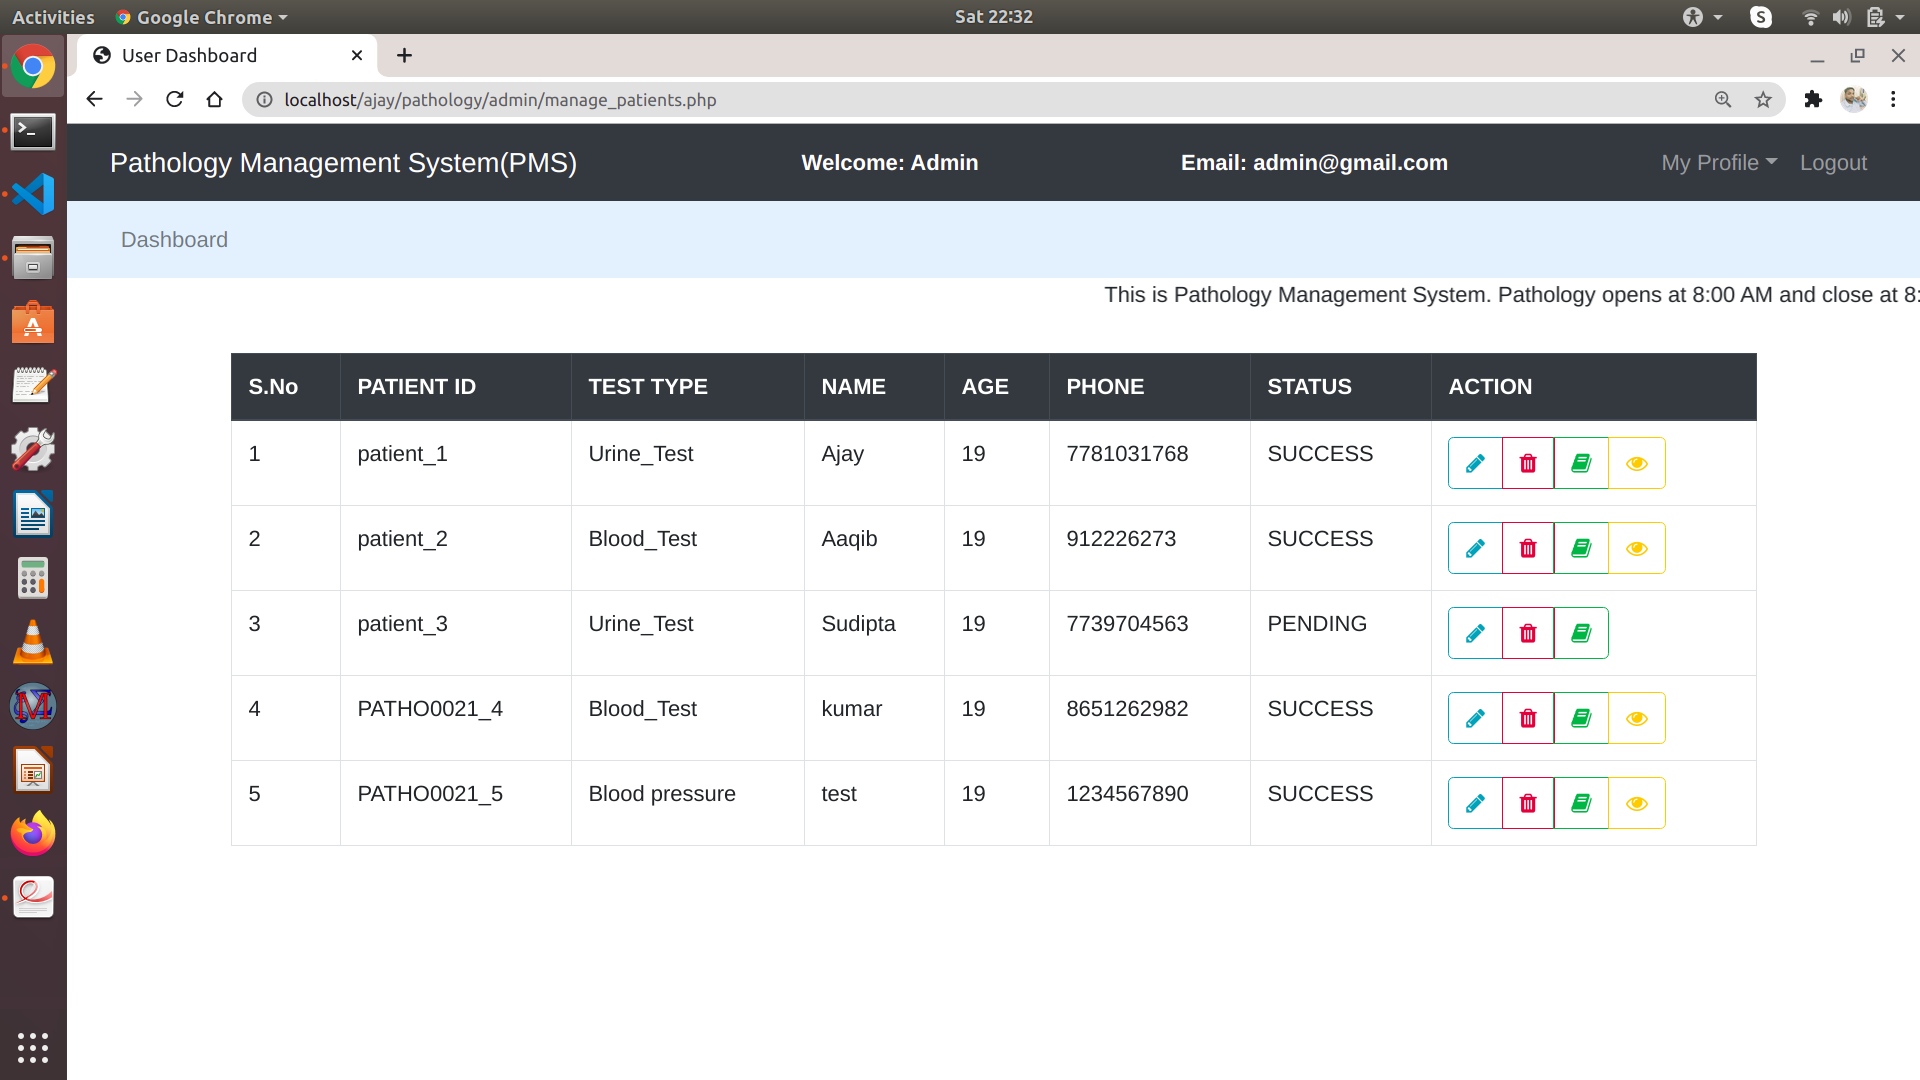 Activities Google Chrome Sat 22:32
User Dashboard
localhost/ajay/pathology/admin/manage_patients.php
Pathology Management System(PMS) Welcome: Admin Email: admin@gmail.com My Profile Logout
Dashboard
This is Pathology Management System. Pathology opens at 8:00 AM and close at 8:
S.No PATIENT ID TEST TYPE NAME AGE PHONE STATUS ACTION
1 patient_1 Urine_Test Ajay 19 7781031768 SUCCESS
2 patient_2 Blood_Test Aaqib 19 912226273 SUCCESS
3 patient_3 Urine_Test Sudipta 19 7739704563 PENDING
4 PATHO0021_4 Blood_Test kumar 19 8651262982 SUCCESS
5 PATHO0021_5 Blood pressure test 19 1234567890 SUCCESS